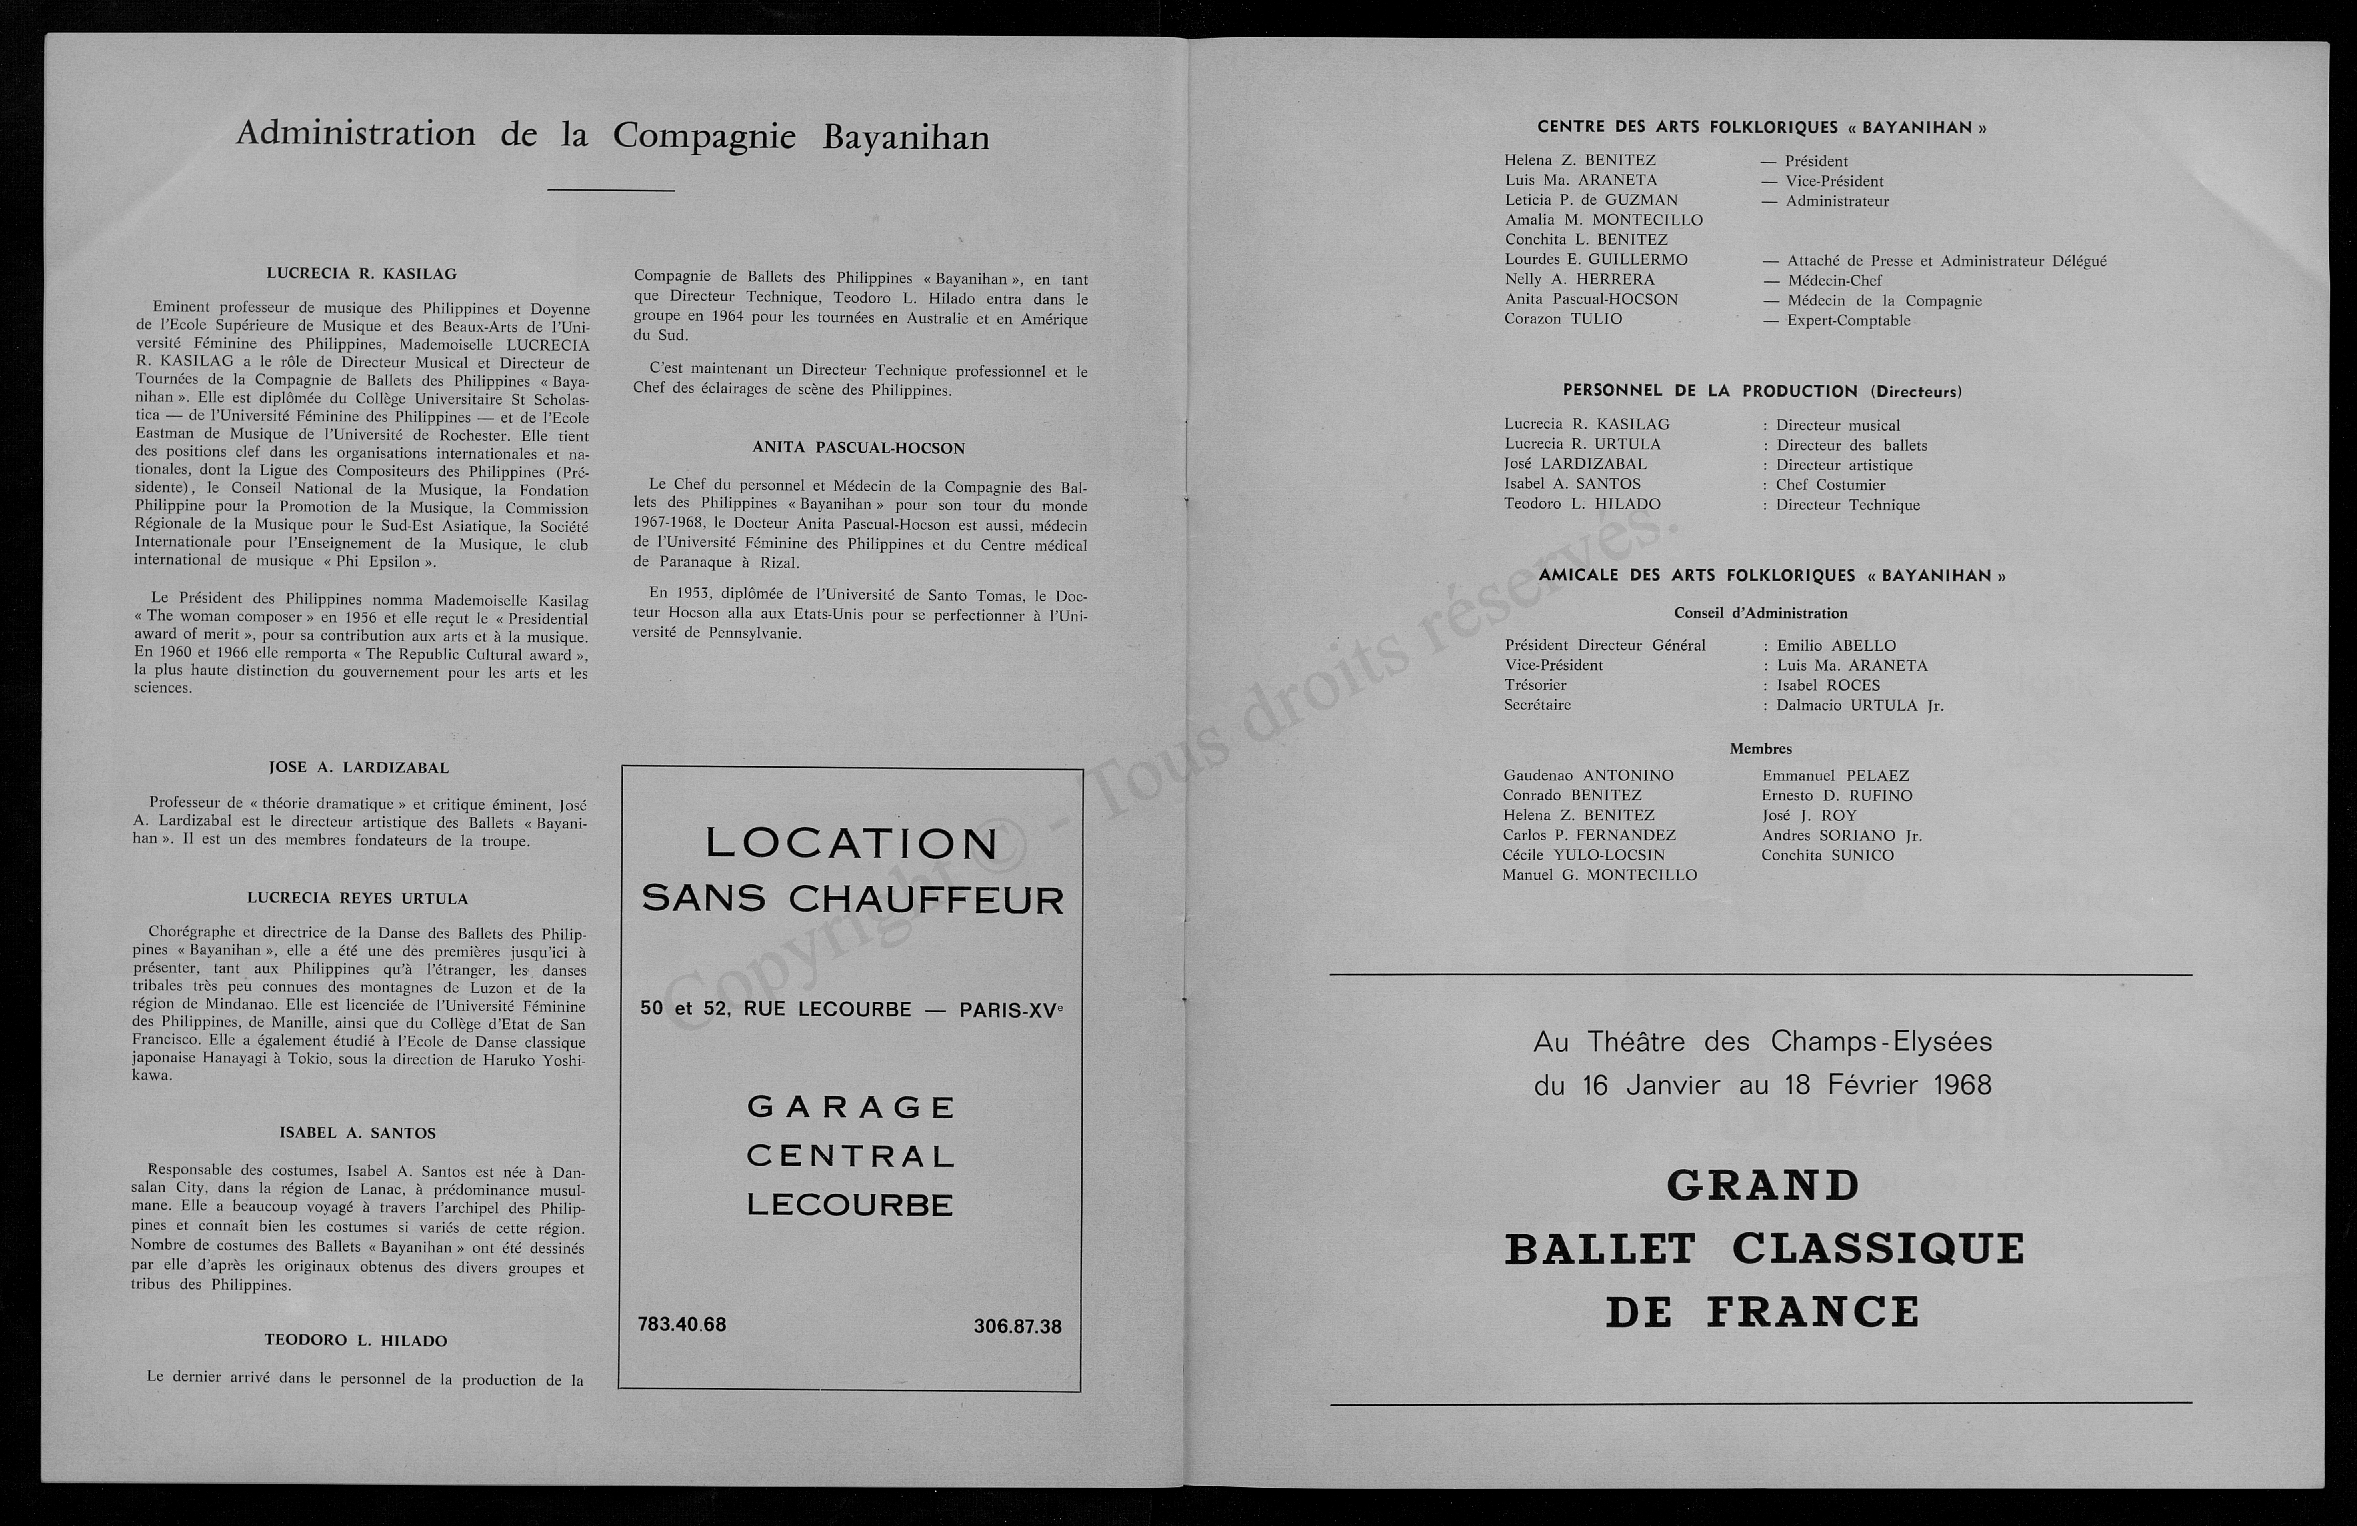 Administration de la Compagnie Bayanihan
LUCRECIA R. KASILAG
Eminent professeur de musique des Philippines et Doyenne
de l'Ecole Supérieure de Musique et des Beaux-Arts de l'Uni-
versité Féminine des Philippines, Mademoiselle LUCRECIA
R. KASILAG a le rôle de Directeur Musical et Directeur de
Tournées de la Compagnie de Ballets des Philippines « Baya-
nihan ». Elle est diplômée du Collège Universitaire St Scholas-
tica — de l'Université Féminine des Philippines — et de l'Ecole
Eastman de Musique de l'Université de Rochester. Elle tient
des positions clef dans les organisations internationales et na-
tionales, dont la Ligue des Compositeurs des Philippines (Pré-
sidente), le Conseil National de la Musique, la Fondation
Philippine pour la Promotion de la Musique, la Commission
Régionale de la Musique pour le Sud-Est Asiatique, la Société
Internationale pour l'Enseignement de la Musique, le club
international de musique « Phi Epsilon ».
Le Président des Philippines nomma Mademoiselle Kasilag
« The woman composer » en 1956 et elle reçut le « Presidential
award of merit », pour sa contribution aux arts et à la musique.
En 1960 et 1966 elle remporta « The Republic Cultural award »,
la plus haute distinction du gouvernement pour les arts et les
sciences.
JOSE A. LARDIZABAL
Professeur de « théorie dramatique » et critique éminent, José
A. Lardizabal est le directeur artistique des Ballets « Bayani-
han ». Il est un des membres fondateurs de la troupe.
LUCRECIA REYES URTULA
Chorégraphe et directrice de la Danse des Ballets des Philip-
pines « Bayanihan », elle a été une des premières jusqu'ici à
présenter, tant aux Philippines qu'à l'étranger, les danses
tribales très peu connues des montagnes de Luzon et de la
région de Mindanao. Elle est licenciée de l'Université Féminine
des Philippines, de Manille, ainsi que du Collège d'Etat de San
Francisco. Elle a également étudié à l'Ecole de Danse classique
japonaise Hanayagi à Tokio, sous la direction de Haruko Yoshi-
kawa.
ISABEL A. SANTOS
Responsable des costumes, Isabel A. Santos est née à Dan-
salan City, dans la région de Lanac, à prédominance musul-
mane. Elle a beaucoup voyagé à travers l'archipel des Philip-
pines et connaît bien les costumes si variés de cette région.
Nombre de costumes des Ballets « Bayanihan » ont été dessinés
par elle d'après les originaux obtenus des divers groupes et
tribus des Philippines.
TEODORO L. HILADO
Le dernier arrivé dans le personnel de la production de la
Compagnie de Ballets des Philippines « Bayanihan », en tant
que Directeur Technique, Teodoro L. Hilado entra dans le
groupe en 1964 pour les tournées en Australie et en Amérique
du Sud.
C'est maintenant un Directeur Technique professionnel et le
Chef des éclairages de scène des Philippines.
ANITA PASCUAL-HOCSON
Le Chef du personnel et Médecin de la Compagnie des Bal-
lets des Philippines « Bayanihan » pour son tour du monde
1967-1968, le Docteur Anita Pascual-Hocson est aussi, médecin
de l'Université Féminine des Philippines et du Centre médical
de Paranaque à Rizal.
En 1953, diplômée de l'Université de Santo Tomas, le Doc-
teur Hocson alla aux Etats-Unis pour se perfectionner à l'Uni-
versité de Pennsylvanie.
LOCATION
SANS CHAUFFEUR
50 et 52, RUE LECOURBE — PARIS-XVe
GARAGE
CENTRAL
LECOURBE
783.40.68 306.87.38
CENTRE DES ARTS FOLKLORIQUES « BAYANIHAN »
Helena Z. BENITEZ — Président
Luis Ma. ARANETA — Vice-Président
Leticia P. de GUZMAN — Administrateur
Amalia M. MONTECILLO
Conchita L. BENITEZ
Lourdes E. GUILLERMO — Attaché de Presse et Administrateur Délégué
Nelly A. HERRERA — Médecin-Chef
Anita Pascual-HOCSON — Médecin de la Compagnie
Corazon TULIO — Expert-Comptable
PERSONNEL DE LA PRODUCTION (Directeurs)
Lucrecia R. KASILAG : Directeur musical
Lucrecia R. URTULA : Directeur des ballets
José LARDIZABAL : Directeur artistique
Isabel A. SANTOS : Chef Costumier
Teodoro L. HILADO : Directeur Technique
AMICALE DES ARTS FOLKLORIQUES « BAYANIHAN »
Conseil d'Administration
Président Directeur Général : Emilio ABELLO
Vice-Président : Luis Ma. ARANETA
Trésorier : Isabel ROCES
Secrétaire : Dalmacio URTULA Jr.
Membres
Gaudenao ANTONINO Emmanuel PELAEZ
Conrado BENITEZ Ernesto D. RUFINO
Helena Z. BENITEZ José J. ROY
Carlos P. FERNANDEZ Andres SORIANO Jr.
Cécile YULO-LOCSIN Conchita SUNICO
Manuel G. MONTECILLO
Au Théâtre des Champs-Elysées
du 16 Janvier au 18 Février 1968
GRAND
BALLET CLASSIQUE
DE FRANCE
Copyright © - Tous droits réservés.